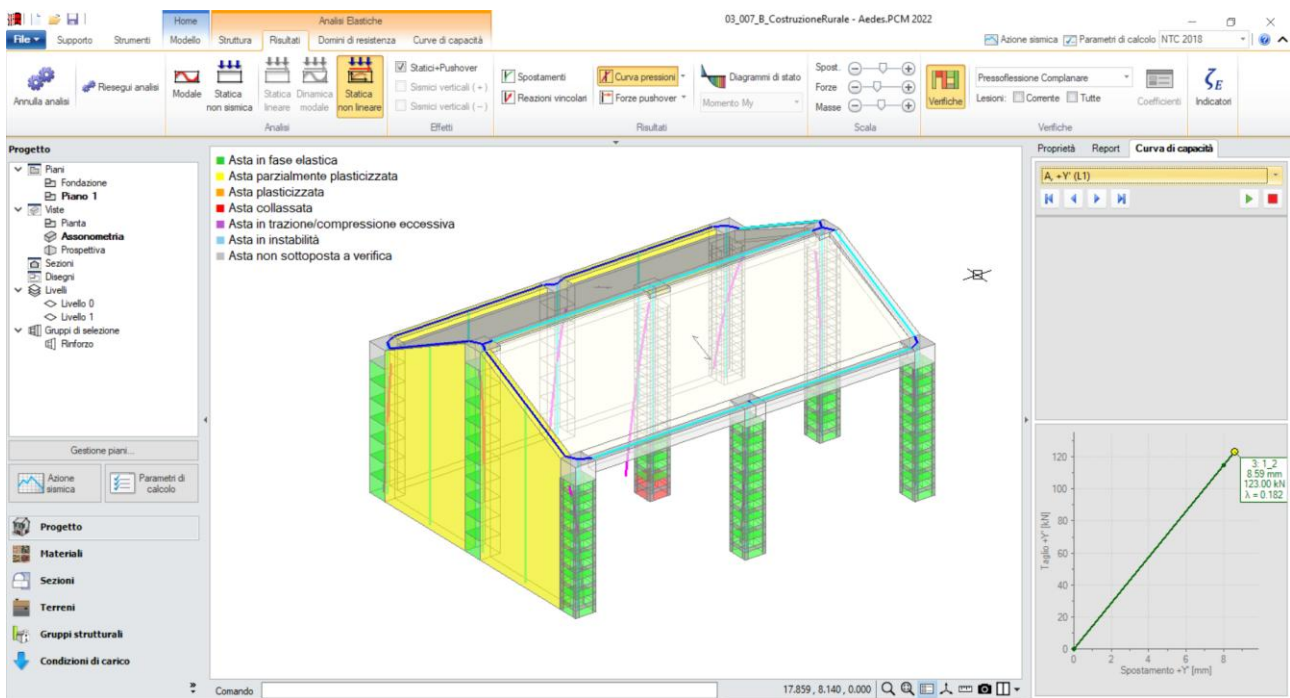 03_007_B_CostruzioneRurale - Aedes.PCM 2022
Home
Analisi Elastiche
File
Supporto
Strumenti
Modello
Struttura
Risultati
Domini di resistenza
Curve di capacità
Azione sismica
Parametri di calcolo
NTC 2018
Annulla analisi
Riesegui analisi
Modale
Statica non sismica
Statica lineare
Dinamica modale
Statica non lineare
Analisi
Statici+Pushover
Sismici verticali (+)
Sismici verticali (−)
Effetti
Spostamenti
Reazioni vincolari
Curva pressioni
Forze pushover
Diagrammi di stato
Momento My
Risultati
Spost.
Forze
Masse
Scala
Verifiche
Pressoflessione Complanare
Lesioni:
Corrente
Tutte
Coefficienti
Verifiche
ζE
Indicatori
Progetto
Piani
Fondazione
Piano 1
Viste
Pianta
Assonometria
Prospettiva
Sezioni
Disegni
Livelli
Livello 0
Livello 1
Gruppi di selezione
Rinforzo
Gestione piani...
Azione sismica
Parametri di calcolo
Progetto
Materiali
Sezioni
Terreni
Gruppi strutturali
Condizioni di carico
Asta in fase elastica
Asta parzialmente plasticizzata
Asta plasticizzata
Asta collassata
Asta in trazione/compressione eccessiva
Asta in instabilità
Asta non sottoposta a verifica
Comando
17.859 , 8.140 , 0.000
Proprietà
Report
Curva di capacità
A, +Y' (L1)
120
100
80
60
40
20
0
Taglio +Y' [kN]
3: 1_2
8.59 mm
123.00 kN
λ = 0.182
0
2
4
6
8
Spostamento +Y' [mm]